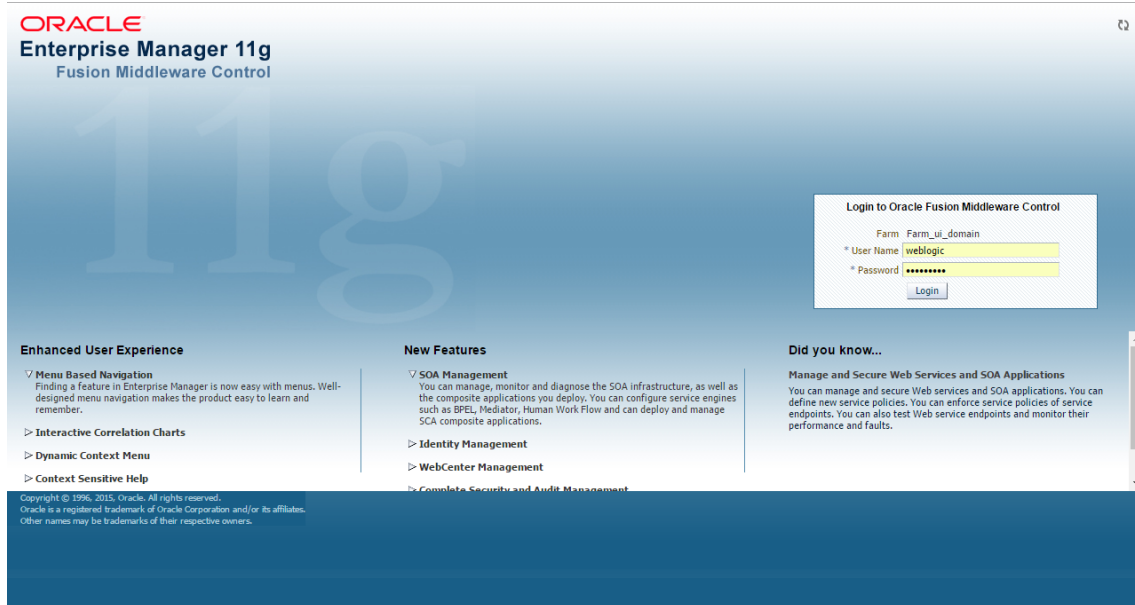 ORACLE
Enterprise Manager 11g
Fusion Middleware Control
11g
Login to Oracle Fusion Middleware Control
Farm Farm_ui_domain
* User Name weblogic
* Password •••••••••
Login
Enhanced User Experience
Menu Based Navigation
Finding a feature in Enterprise Manager is now easy with menus. Well-
designed menu navigation makes the product easy to learn and
remember.
Interactive Correlation Charts
Dynamic Context Menu
Context Sensitive Help
New Features
SOA Management
You can manage, monitor and diagnose the SOA infrastructure, as well as
the composite applications you deploy. You can configure service engines
such as BPEL, Mediator, Human Work Flow and can deploy and manage
SCA composite applications.
Identity Management
WebCenter Management
Complete Security and Audit Management
Did you know...
Manage and Secure Web Services and SOA Applications
You can manage and secure Web services and SOA applications. You can
define new service policies. You can enforce service policies of service
endpoints. You can also test Web service endpoints and monitor their
performance and faults.
Copyright © 1996, 2015, Oracle. All rights reserved.
Oracle is a registered trademark of Oracle Corporation and/or its affiliates.
Other names may be trademarks of their respective owners.